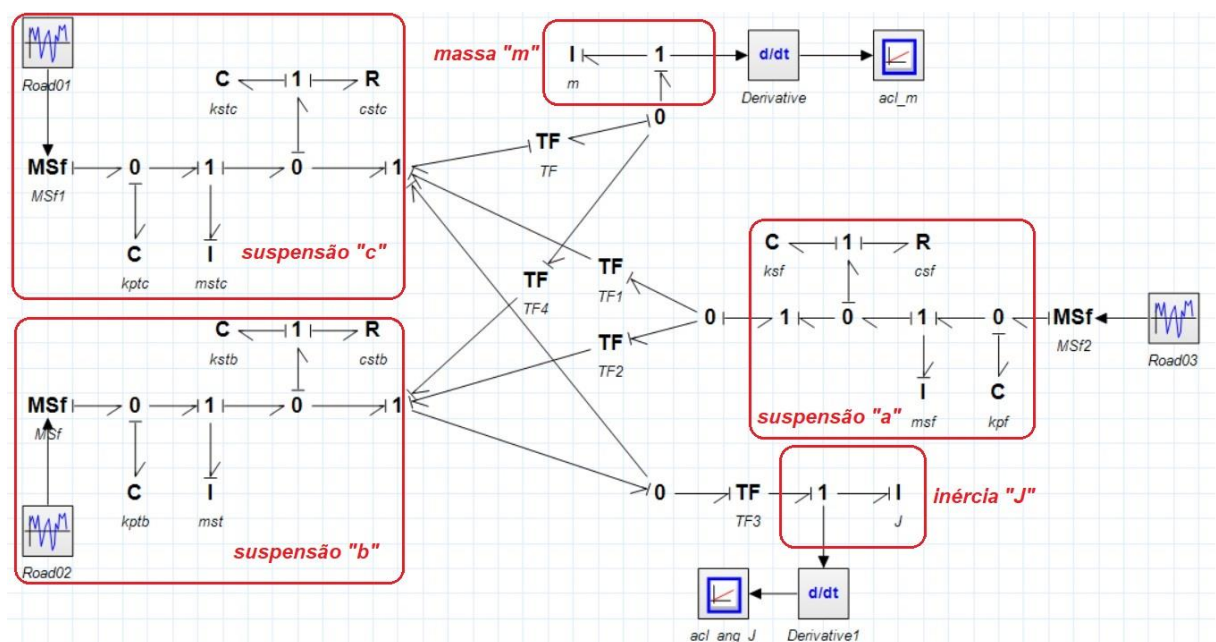 Road01
C
1
R
kstc
cstc
MSf
0
1
0
1
MSf1
C
I
kptc
mstc
suspensão "c"
massa "m"
I
1
m
d/dt
Derivative
acl_m
0
TF
TF
TF
TF1
TF
TF4
TF
TF2
0
C
1
R
ksf
csf
1
0
1
0
MSf
MSf2
Road03
I
C
msf
kpf
suspensão "a"
C
1
R
kstb
cstb
MSf
0
1
0
1
MSf
C
I
kptb
mst
suspensão "b"
Road02
0
TF
1
I
TF3
J
inércia "J"
d/dt
acl_ang_J
Derivative1